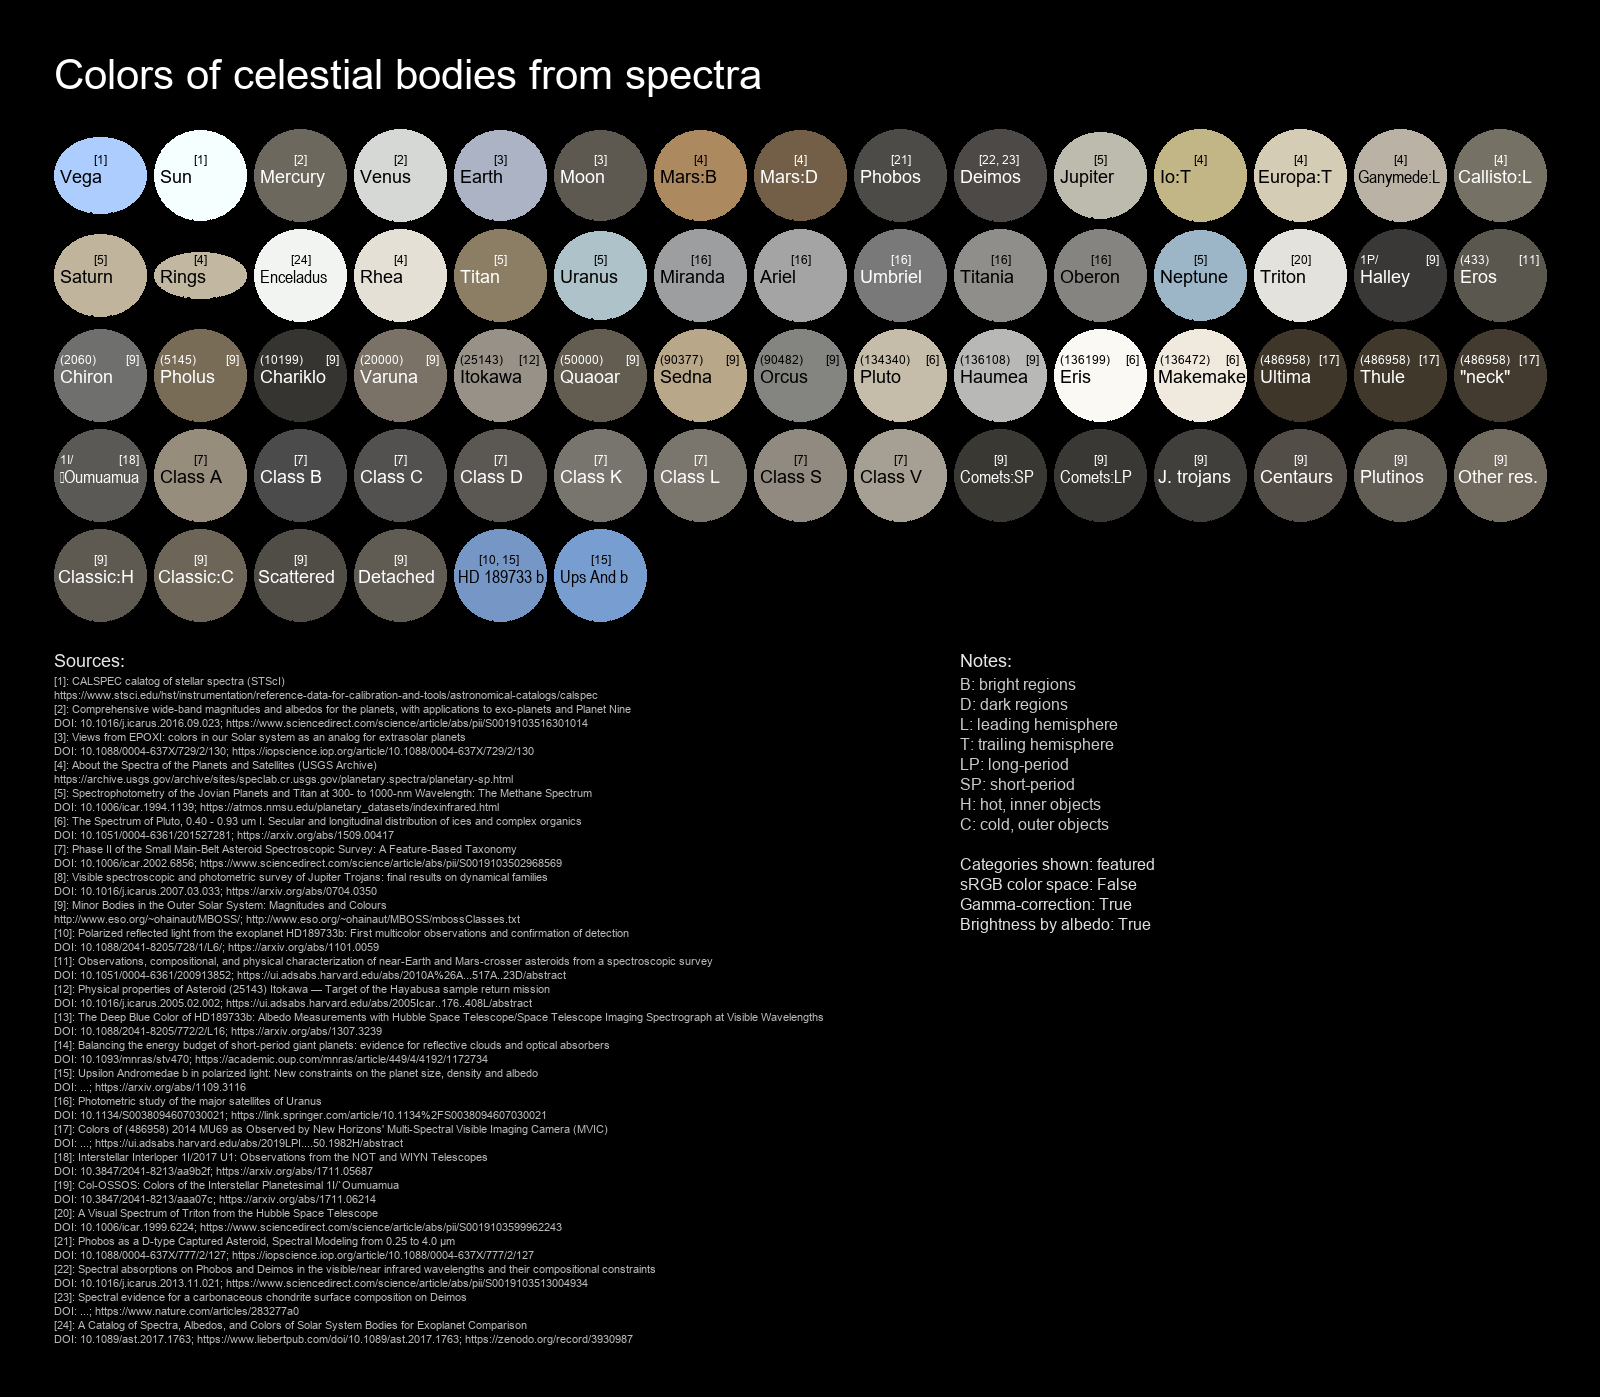 Colors of celestial bodies from spectra
[1] [1] [2] [2] [3] [3] [4] [4] [21] [22, 23] [5] [4] [4] [4] [4]
Vega Sun Mercury Venus Earth Moon Mars:B Mars:D Phobos Deimos Jupiter Io:T Europa:T Ganymede:L Callisto:L
[5] [4] [24] [4] [5] [5] [16] [16] [16] [16] [16] [5] [20] 1P/ [9] (433) [11]
Saturn Rings Enceladus Rhea Titan Uranus Miranda Ariel Umbriel Titania Oberon Neptune Triton Halley Eros
(2060) [9] (5145) [9] (10199) [9] (20000) [9] (25143) [12] (50000) [9] (90377) [9] (90482) [9] (134340) [6] (136108) [9] (136199) [6] (136472) [6] (486958) [17] (486958) [17] (486958) [17]
Chiron Pholus Chariklo Varuna Itokawa Quaoar Sedna Orcus Pluto Haumea Eris Makemake Ultima Thule "neck"
1I/ [18] [7] [7] [7] [7] [7] [7] [7] [7] [9] [9] [9] [9] [9] [9]
Oumuamua Class A Class B Class C Class D Class K Class L Class S Class V Comets:SP Comets:LP J. trojans Centaurs Plutinos Other res.
[9] [9] [9] [9] [10, 15] [15]
Classic:H Classic:C Scattered Detached HD 189733 b Ups And b
Sources:
[1]: CALSPEC calatog of stellar spectra (STScI)
https://www.stsci.edu/hst/instrumentation/reference-data-for-calibration-and-tools/astronomical-catalogs/calspec
[2]: Comprehensive wide-band magnitudes and albedos for the planets, with applications to exo-planets and Planet Nine
DOI: 10.1016/j.icarus.2016.09.023; https://www.sciencedirect.com/science/article/abs/pii/S0019103516301014
[3]: Views from EPOXI: colors in our Solar system as an analog for extrasolar planets
DOI: 10.1088/0004-637X/729/2/130; https://iopscience.iop.org/article/10.1088/0004-637X/729/2/130
[4]: About the Spectra of the Planets and Satellites (USGS Archive)
https://archive.usgs.gov/archive/sites/speclab.cr.usgs.gov/planetary.spectra/planetary-sp.html
[5]: Spectrophotometry of the Jovian Planets and Titan at 300- to 1000-nm Wavelength: The Methane Spectrum
DOI: 10.1006/icar.1994.1139; https://atmos.nmsu.edu/planetary_datasets/indexinfrared.html
[6]: The Spectrum of Pluto, 0.40 - 0.93 um I. Secular and longitudinal distribution of ices and complex organics
DOI: 10.1051/0004-6361/201527281; https://arxiv.org/abs/1509.00417
[7]: Phase II of the Small Main-Belt Asteroid Spectroscopic Survey: A Feature-Based Taxonomy
DOI: 10.1006/icar.2002.6856; https://www.sciencedirect.com/science/article/abs/pii/S0019103502968569
[8]: Visible spectroscopic and photometric survey of Jupiter Trojans: final results on dynamical families
DOI: 10.1016/j.icarus.2007.03.033; https://arxiv.org/abs/0704.0350
[9]: Minor Bodies in the Outer Solar System: Magnitudes and Colours
http://www.eso.org/~ohainaut/MBOSS/; http://www.eso.org/~ohainaut/MBOSS/mbossClasses.txt
[10]: Polarized reflected light from the exoplanet HD189733b: First multicolor observations and confirmation of detection
DOI: 10.1088/2041-8205/728/1/L6/; https://arxiv.org/abs/1101.0059
[11]: Observations, compositional, and physical characterization of near-Earth and Mars-crosser asteroids from a spectroscopic survey
DOI: 10.1051/0004-6361/200913852; https://ui.adsabs.harvard.edu/abs/2010A%26A...517A..23D/abstract
[12]: Physical properties of Asteroid (25143) Itokawa — Target of the Hayabusa sample return mission
DOI: 10.1016/j.icarus.2005.02.002; https://ui.adsabs.harvard.edu/abs/2005Icar..176..408L/abstract
[13]: The Deep Blue Color of HD189733b: Albedo Measurements with Hubble Space Telescope/Space Telescope Imaging Spectrograph at Visible Wavelengths
DOI: 10.1088/2041-8205/772/2/L16; https://arxiv.org/abs/1307.3239
[14]: Balancing the energy budget of short-period giant planets: evidence for reflective clouds and optical absorbers
DOI: 10.1093/mnras/stv470; https://academic.oup.com/mnras/article/449/4/4192/1172734
[15]: Upsilon Andromedae b in polarized light: New constraints on the planet size, density and albedo
DOI: ...; https://arxiv.org/abs/1109.3116
[16]: Photometric study of the major satellites of Uranus
DOI: 10.1134/S0038094607030021; https://link.springer.com/article/10.1134%2FS0038094607030021
[17]: Colors of (486958) 2014 MU69 as Observed by New Horizons' Multi-Spectral Visible Imaging Camera (MVIC)
DOI: ...; https://ui.adsabs.harvard.edu/abs/2019LPI....50.1982H/abstract
[18]: Interstellar Interloper 1I/2017 U1: Observations from the NOT and WIYN Telescopes
DOI: 10.3847/2041-8213/aa9b2f; https://arxiv.org/abs/1711.05687
[19]: Col-OSSOS: Colors of the Interstellar Planetesimal 1I/`Oumuamua
DOI: 10.3847/2041-8213/aaa07c; https://arxiv.org/abs/1711.06214
[20]: A Visual Spectrum of Triton from the Hubble Space Telescope
DOI: 10.1006/icar.1999.6224; https://www.sciencedirect.com/science/article/abs/pii/S0019103599962243
[21]: Phobos as a D-type Captured Asteroid, Spectral Modeling from 0.25 to 4.0 μm
DOI: 10.1088/0004-637X/777/2/127; https://iopscience.iop.org/article/10.1088/0004-637X/777/2/127
[22]: Spectral absorptions on Phobos and Deimos in the visible/near infrared wavelengths and their compositional constraints
DOI: 10.1016/j.icarus.2013.11.021; https://www.sciencedirect.com/science/article/abs/pii/S0019103513004934
[23]: Spectral evidence for a carbonaceous chondrite surface composition on Deimos
DOI: ...; https://www.nature.com/articles/283277a0
[24]: A Catalog of Spectra, Albedos, and Colors of Solar System Bodies for Exoplanet Comparison
DOI: 10.1089/ast.2017.1763; https://www.liebertpub.com/doi/10.1089/ast.2017.1763; https://zenodo.org/record/3930987
Notes:
B: bright regions
D: dark regions
L: leading hemisphere
T: trailing hemisphere
LP: long-period
SP: short-period
H: hot, inner objects
C: cold, outer objects
Categories shown: featured
sRGB color space: False
Gamma-correction: True
Brightness by albedo: True